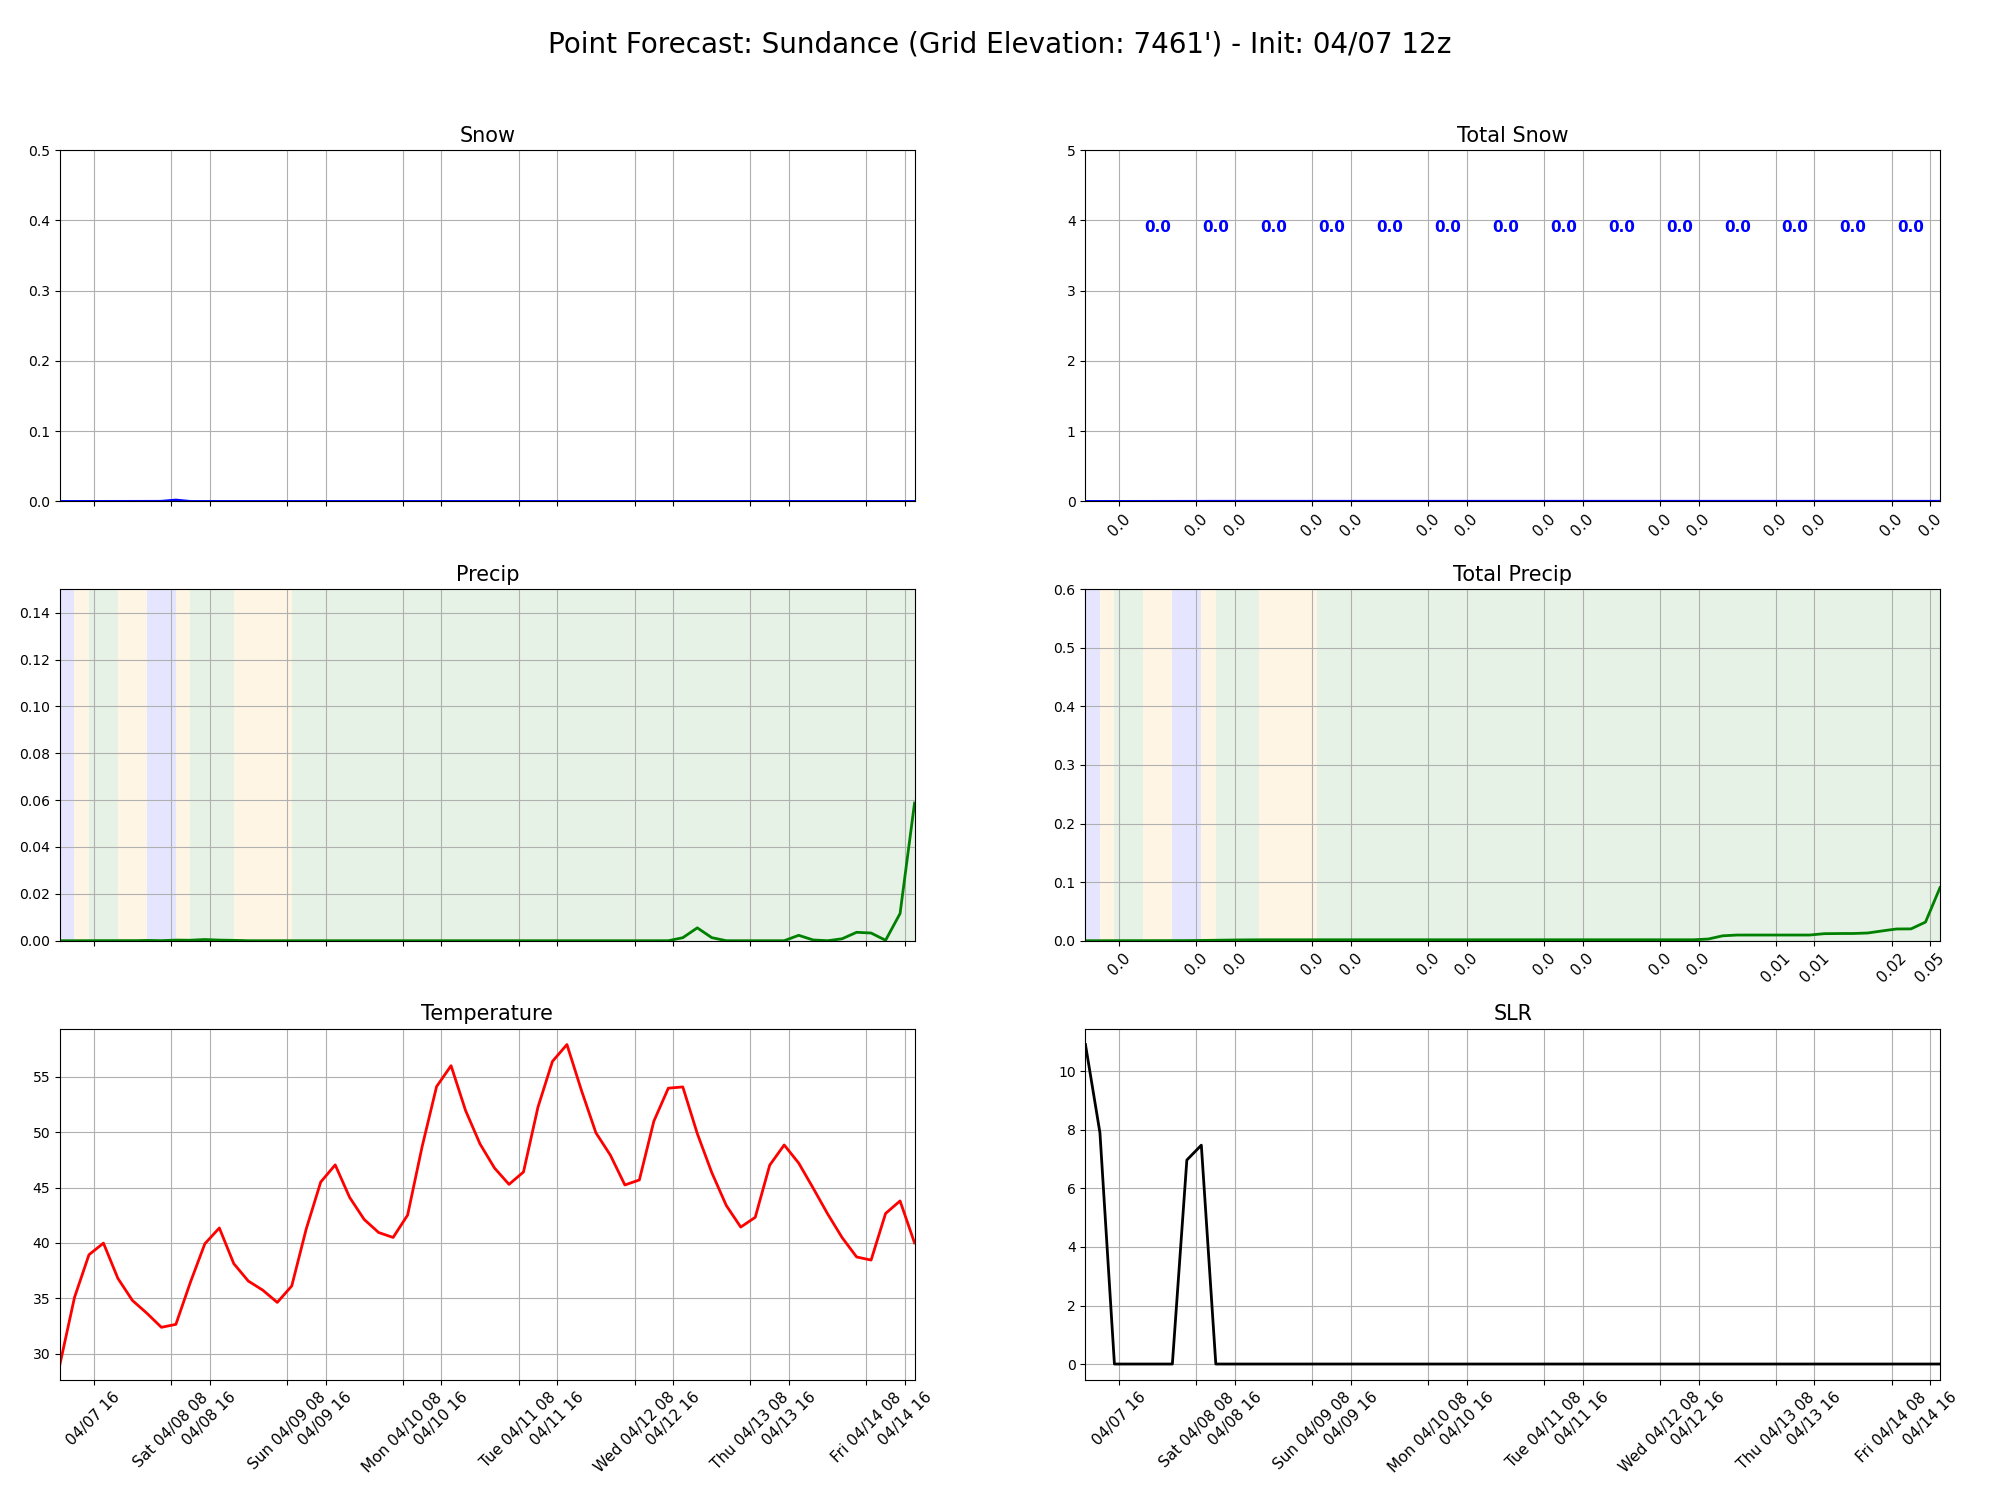 Point Forecast: Sundance (Grid Elevation: 7461') - Init: 04/07 12z
Snow
0.5
0.4
0.3
0.2
0.1
0.0
Total Snow
5
4
3
2
1
0
0.0 0.0 0.0 0.0 0.0 0.0 0.0 0.0 0.0 0.0 0.0 0.0 0.0 0.0
0.0 0.0 0.0 0.0 0.0 0.0 0.0 0.0 0.0 0.0 0.0 0.0 0.0 0.0 0.0
Precip
0.14
0.12
0.10
0.08
0.06
0.04
0.02
0.00
Total Precip
0.6
0.5
0.4
0.3
0.2
0.1
0.0
0.0 0.0 0.0 0.0 0.0 0.0 0.0 0.0 0.0 0.0 0.0 0.01 0.01 0.02 0.05
Temperature
55
50
45
40
35
30
04/07 16
Sat 04/08 08
04/08 16
Sun 04/09 08
04/09 16
Mon 04/10 08
04/10 16
Tue 04/11 08
04/11 16
Wed 04/12 08
04/12 16
Thu 04/13 08
04/13 16
Fri 04/14 08
04/14 16
SLR
10
8
6
4
2
0
04/07 16
Sat 04/08 08
04/08 16
Sun 04/09 08
04/09 16
Mon 04/10 08
04/10 16
Tue 04/11 08
04/11 16
Wed 04/12 08
04/12 16
Thu 04/13 08
04/13 16
Fri 04/14 08
04/14 16